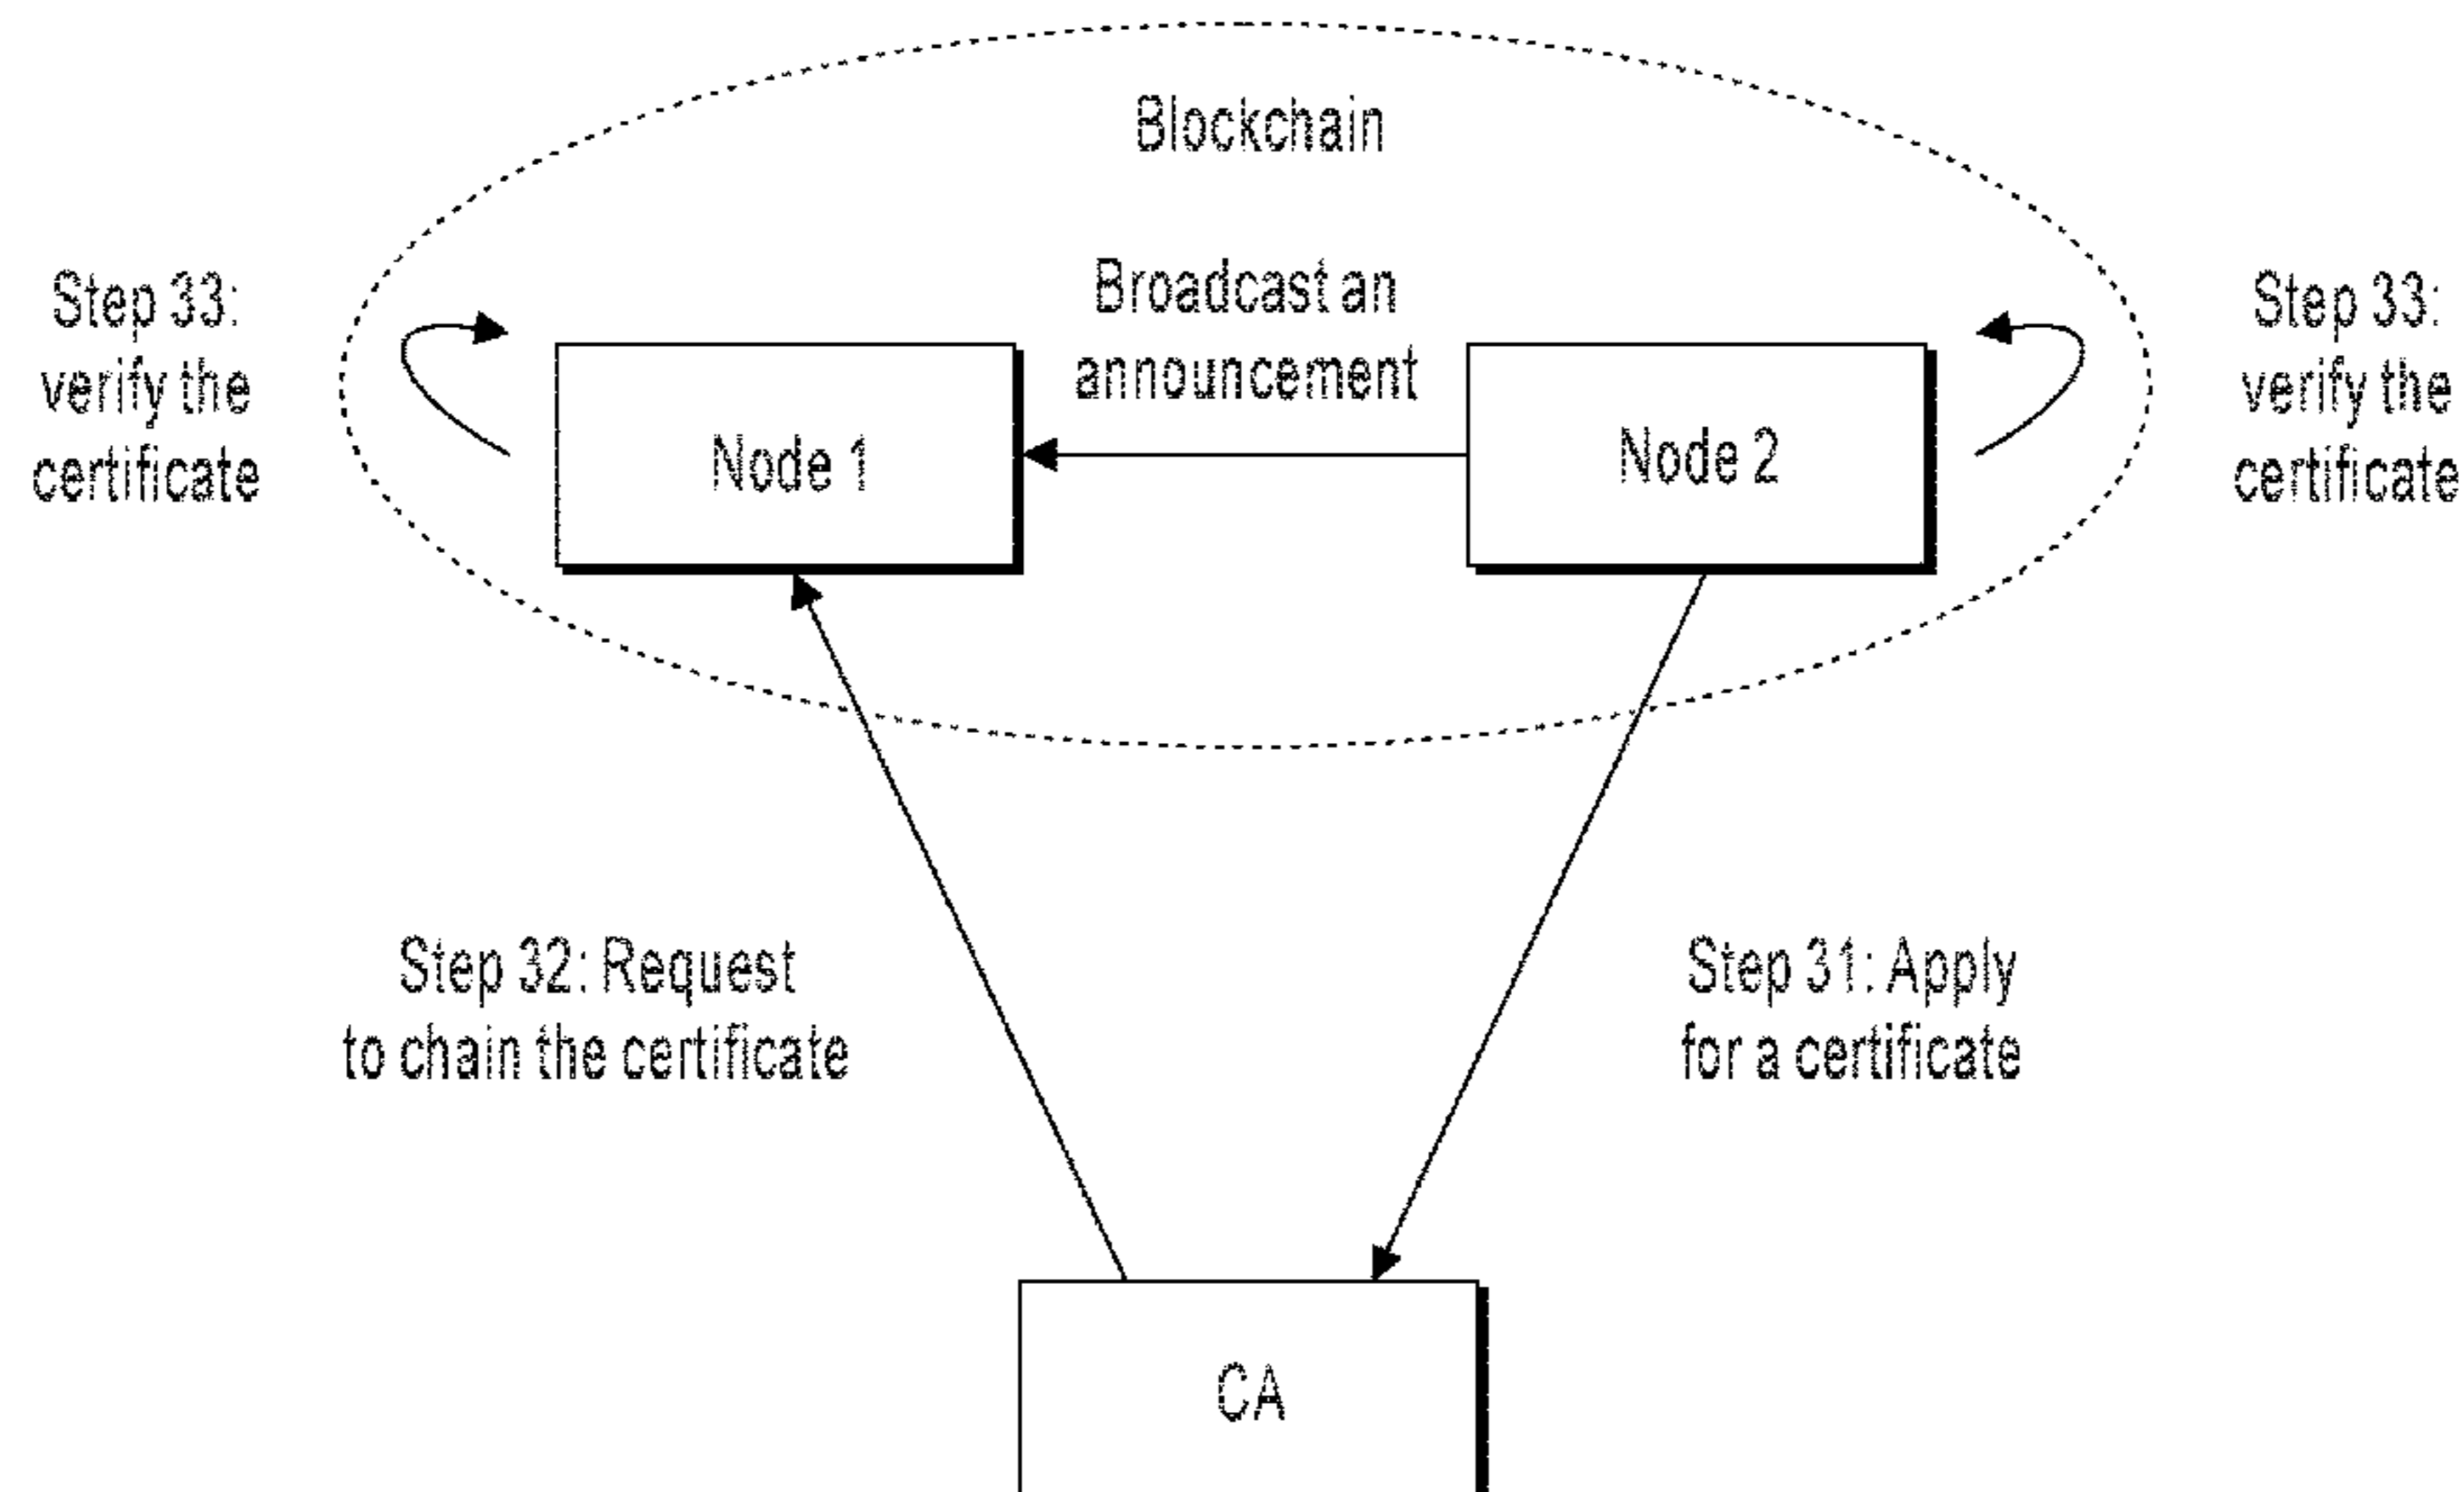 Blockchain
Broadcast an
announcement
Step 33:
verify the
certificate
Node 1
Node 2
Step 33:
verify the
certificate
Step 32: Request
to chain the certificate
Step 31: Apply
for a certificate
CA